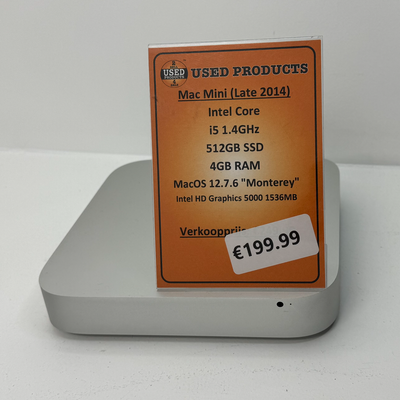 USED
USED PRODUCTS
Mac Mini (Late 2014)
Intel Core
i5 1.4GHz
512GB SSD
4GB RAM
MacOS 12.7.6 "Monterey"
Intel HD Graphics 5000 1536MB
Verkoopprijs
€199.99